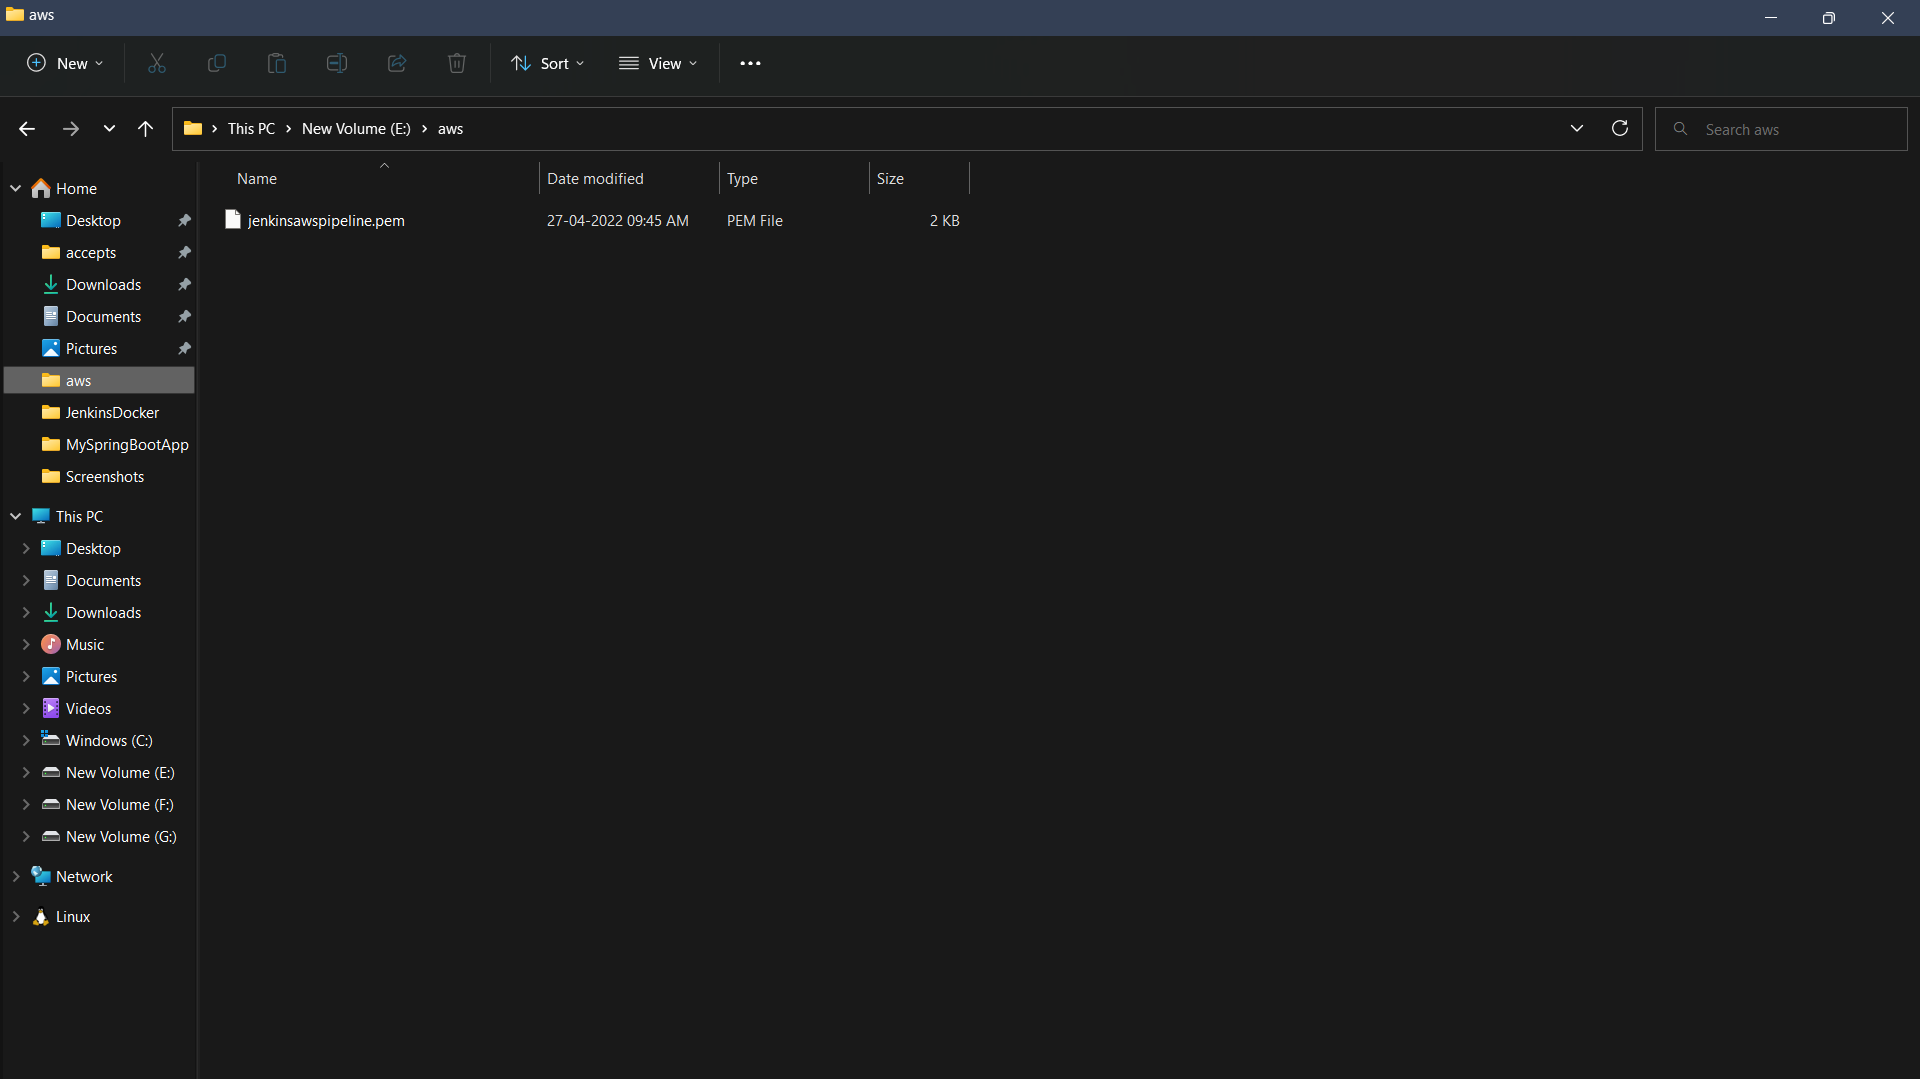 aws
New
Sort
View
This PC
New Volume (E:)
aws
Search aws
Name
Date modified
Type
Size
jenkinsawspipeline.pem
27-04-2022 09:45 AM
PEM File
2 KB
Home
Desktop
accepts
Downloads
Documents
Pictures
aws
JenkinsDocker
MySpringBootApp
Screenshots
This PC
Desktop
Documents
Downloads
Music
Pictures
Videos
Windows (C:)
New Volume (E:)
New Volume (F:)
New Volume (G:)
Network
Linux